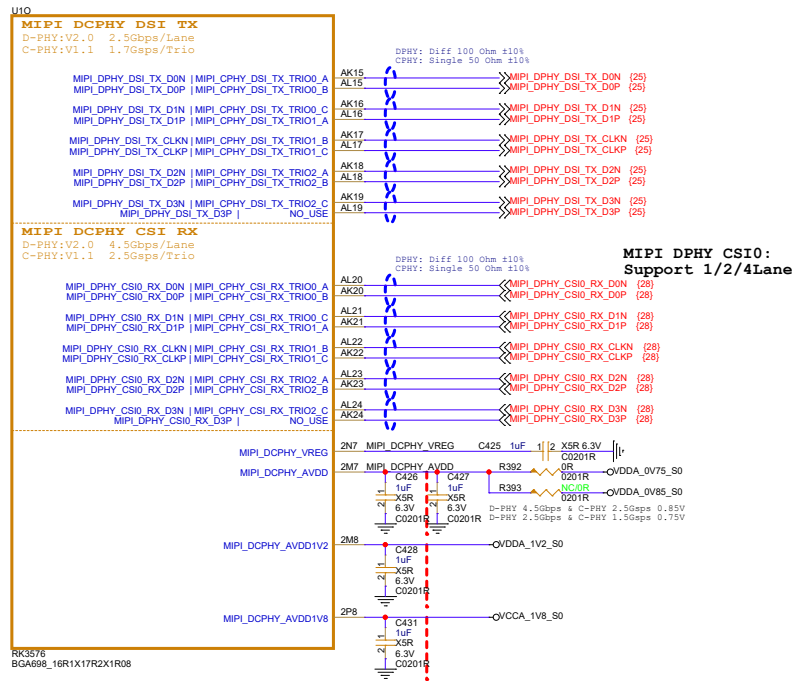 U1O
MIPI DCPHY DSI TX
D-PHY:V2.0 2.5Gbps/Lane
C-PHY:V1.1 1.7Gsps/Trio
DPHY: Diff 100 Ohm ±10%
CPHY: Single 50 Ohm ±10%
MIPI_DPHY_DSI_TX_D0N | MIPI_CPHY_DSI_TX_TRIO0_A AK15 MIPI_DPHY_DSI_TX_D0N {25}
MIPI_DPHY_DSI_TX_D0P | MIPI_CPHY_DSI_TX_TRIO0_B AL15 MIPI_DPHY_DSI_TX_D0P {25}
MIPI_DPHY_DSI_TX_D1N | MIPI_CPHY_DSI_TX_TRIO0_C AK16 MIPI_DPHY_DSI_TX_D1N {25}
MIPI_DPHY_DSI_TX_D1P | MIPI_CPHY_DSI_TX_TRIO1_A AL16 MIPI_DPHY_DSI_TX_D1P {25}
MIPI_DPHY_DSI_TX_CLKN | MIPI_CPHY_DSI_TX_TRIO1_B AK17 MIPI_DPHY_DSI_TX_CLKN {25}
MIPI_DPHY_DSI_TX_CLKP | MIPI_CPHY_DSI_TX_TRIO1_C AL17 MIPI_DPHY_DSI_TX_CLKP {25}
MIPI_DPHY_DSI_TX_D2N | MIPI_CPHY_DSI_TX_TRIO2_A AK18 MIPI_DPHY_DSI_TX_D2N {25}
MIPI_DPHY_DSI_TX_D2P | MIPI_CPHY_DSI_TX_TRIO2_B AL18 MIPI_DPHY_DSI_TX_D2P {25}
MIPI_DPHY_DSI_TX_D3N | MIPI_CPHY_DSI_TX_TRIO2_C AK19 MIPI_DPHY_DSI_TX_D3N {25}
MIPI_DPHY_DSI_TX_D3P | NO_USE AL19 MIPI_DPHY_DSI_TX_D3P {25}
MIPI DCPHY CSI RX
D-PHY:V2.0 4.5Gbps/Lane
C-PHY:V1.1 2.5Gsps/Trio
DPHY: Diff 100 Ohm ±10%
CPHY: Single 50 Ohm ±10%
MIPI DPHY CSI0:
Support 1/2/4Lane
MIPI_DPHY_CSI0_RX_D0N | MIPI_CPHY_CSI_RX_TRIO0_A AL20 MIPI_DPHY_CSI0_RX_D0N {28}
MIPI_DPHY_CSI0_RX_D0P | MIPI_CPHY_CSI_RX_TRIO0_B AK20 MIPI_DPHY_CSI0_RX_D0P {28}
MIPI_DPHY_CSI0_RX_D1N | MIPI_CPHY_CSI_RX_TRIO0_C AL21 MIPI_DPHY_CSI0_RX_D1N {28}
MIPI_DPHY_CSI0_RX_D1P | MIPI_CPHY_CSI_RX_TRIO1_A AK21 MIPI_DPHY_CSI0_RX_D1P {28}
MIPI_DPHY_CSI0_RX_CLKN | MIPI_CPHY_CSI_RX_TRIO1_B AL22 MIPI_DPHY_CSI0_RX_CLKN {28}
MIPI_DPHY_CSI0_RX_CLKP | MIPI_CPHY_CSI_RX_TRIO1_C AK22 MIPI_DPHY_CSI0_RX_CLKP {28}
MIPI_DPHY_CSI0_RX_D2N | MIPI_CPHY_CSI_RX_TRIO2_A AL23 MIPI_DPHY_CSI0_RX_D2N {28}
MIPI_DPHY_CSI0_RX_D2P | MIPI_CPHY_CSI_RX_TRIO2_B AK23 MIPI_DPHY_CSI0_RX_D2P {28}
MIPI_DPHY_CSI0_RX_D3N | MIPI_CPHY_CSI_RX_TRIO2_C AL24 MIPI_DPHY_CSI0_RX_D3N {28}
MIPI_DPHY_CSI0_RX_D3P | NO_USE AK24 MIPI_DPHY_CSI0_RX_D3P {28}
MIPI_DCPHY_VREG 2N7 MIPI_DCPHY_VREG C425 1uF 1 2 X5R 6.3V
C0201R
MIPI_DCPHY_AVDD 2M7 MIPI_DCPHY_AVDD R392 0R VDDA_0V75_S0
0201R
C426 C427
1uF 1uF
1 X5R 1 X5R
2 6.3V 2 6.3V
C0201R C0201R
R393 NC/0R VDDA_0V85_S0
0201R
D-PHY 4.5Gbps & C-PHY 2.5Gsps 0.85V
D-PHY 2.5Gbps & C-PHY 1.5Gsps 0.75V
MIPI_DCPHY_AVDD1V2 2M8 VDDA_1V2_S0
C428
1uF
1 X5R
2 6.3V
C0201R
MIPI_DCPHY_AVDD1V8 2P8 VCCA_1V8_S0
C431
1uF
1 X5R
2 6.3V
C0201R
RK3576
BGA698_16R1X17R2X1R08